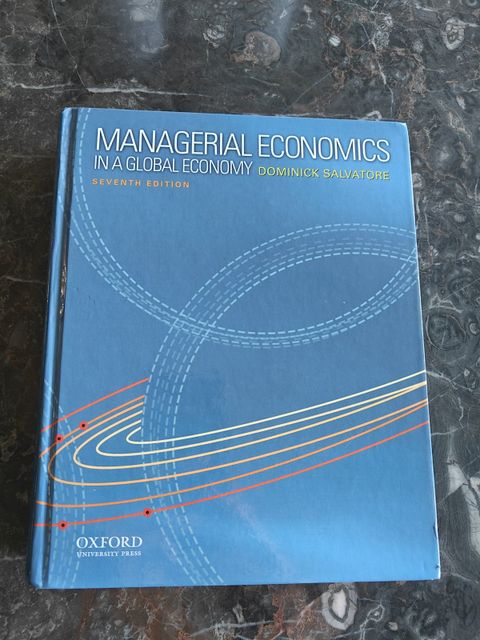 MANAGERIAL ECONOMICS
IN A GLOBAL ECONOMY DOMINICK SALVATORE
SEVENTH EDITION
OXFORD
UNIVERSITY PRESS